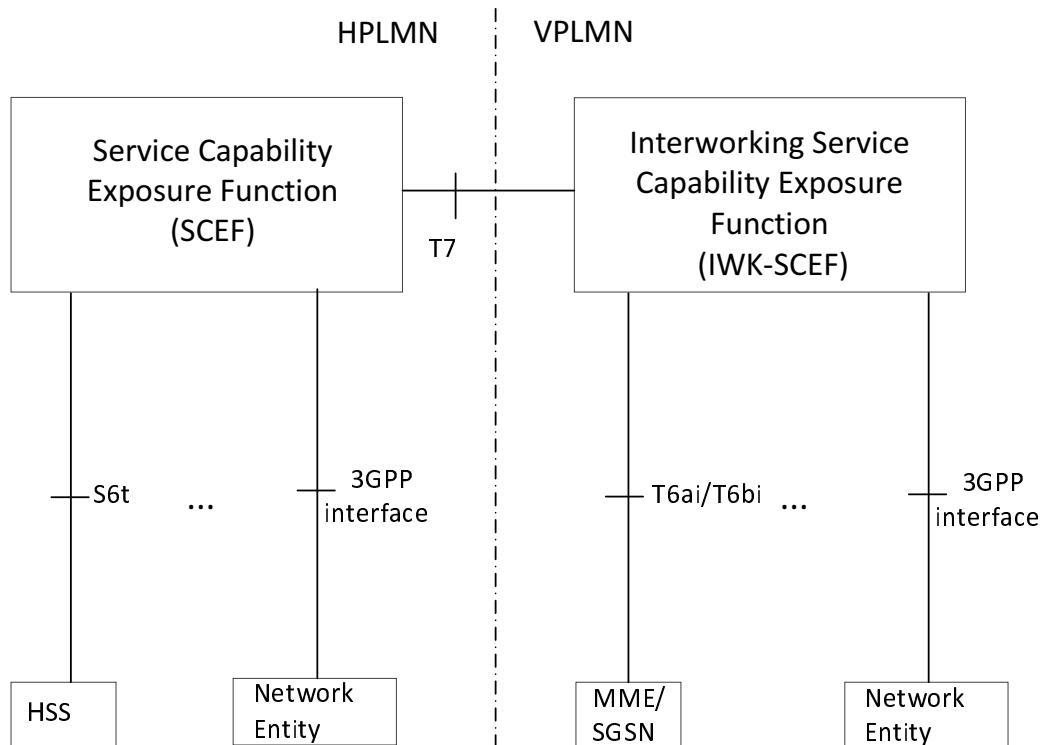 HPLMN
VPLMN
Service Capability
Exposure Function
(SCEF)
Interworking Service
Capability Exposure
Function
(IWK-SCEF)
T7
S6t
...
3GPP
interface
T6ai/T6bi
...
3GPP
interface
HSS
Network
Entity
MME/
SGSN
Network
Entity